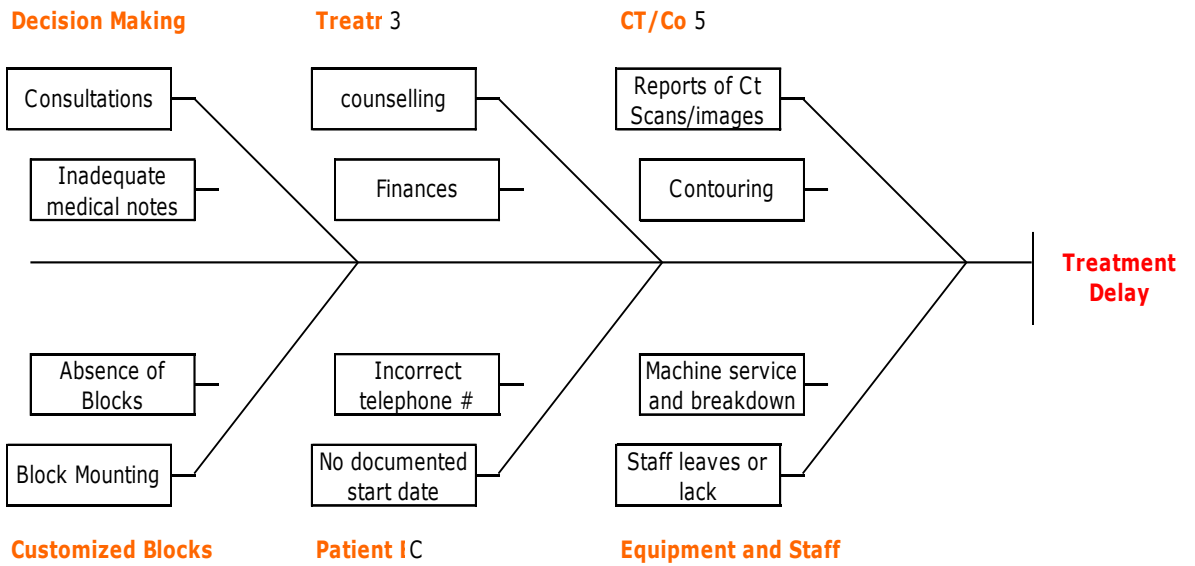 Decision Making
Treatr 3
CT/Co 5
Consultations
counselling
Reports of Ct
Scans/images
Inadequate
medical notes
Finances
Contouring
Treatment
Delay
Absence of
Blocks
Incorrect
telephone #
Machine service
and breakdown
Block Mounting
No documented
start date
Staff leaves or
lack
Customized Blocks
Patient C
Equipment and Staff